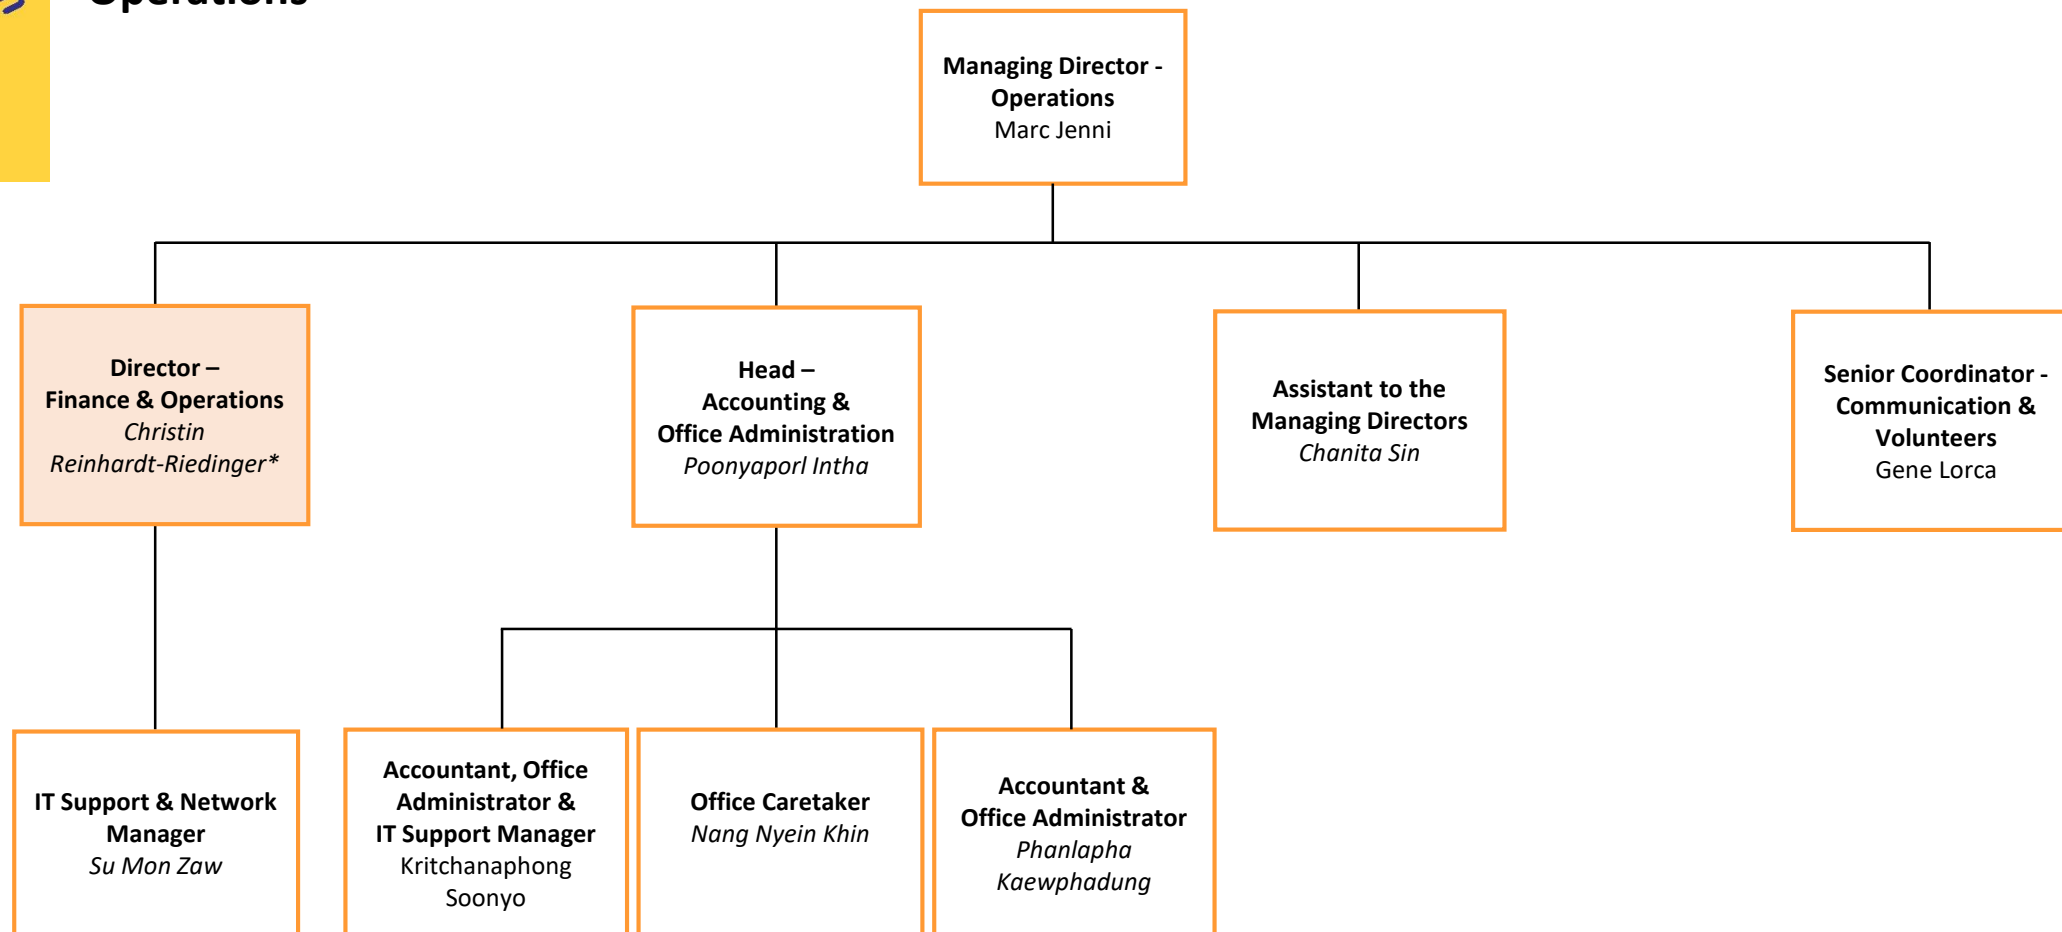 Operations
Managing Director -
Operations
Marc Jenni
Director –
Finance & Operations
Christin
Reinhardt-Riedinger*
Head –
Accounting &
Office Administration
Poonyaporl Intha
Assistant to the
Managing Directors
Chanita Sin
Senior Coordinator -
Communication &
Volunteers
Gene Lorca
IT Support & Network
Manager
Su Mon Zaw
Accountant, Office
Administrator &
IT Support Manager
Kritchanaphong
Soonyo
Office Caretaker
Nang Nyein Khin
Accountant &
Office Administrator
Phanlapha
Kaewphadung